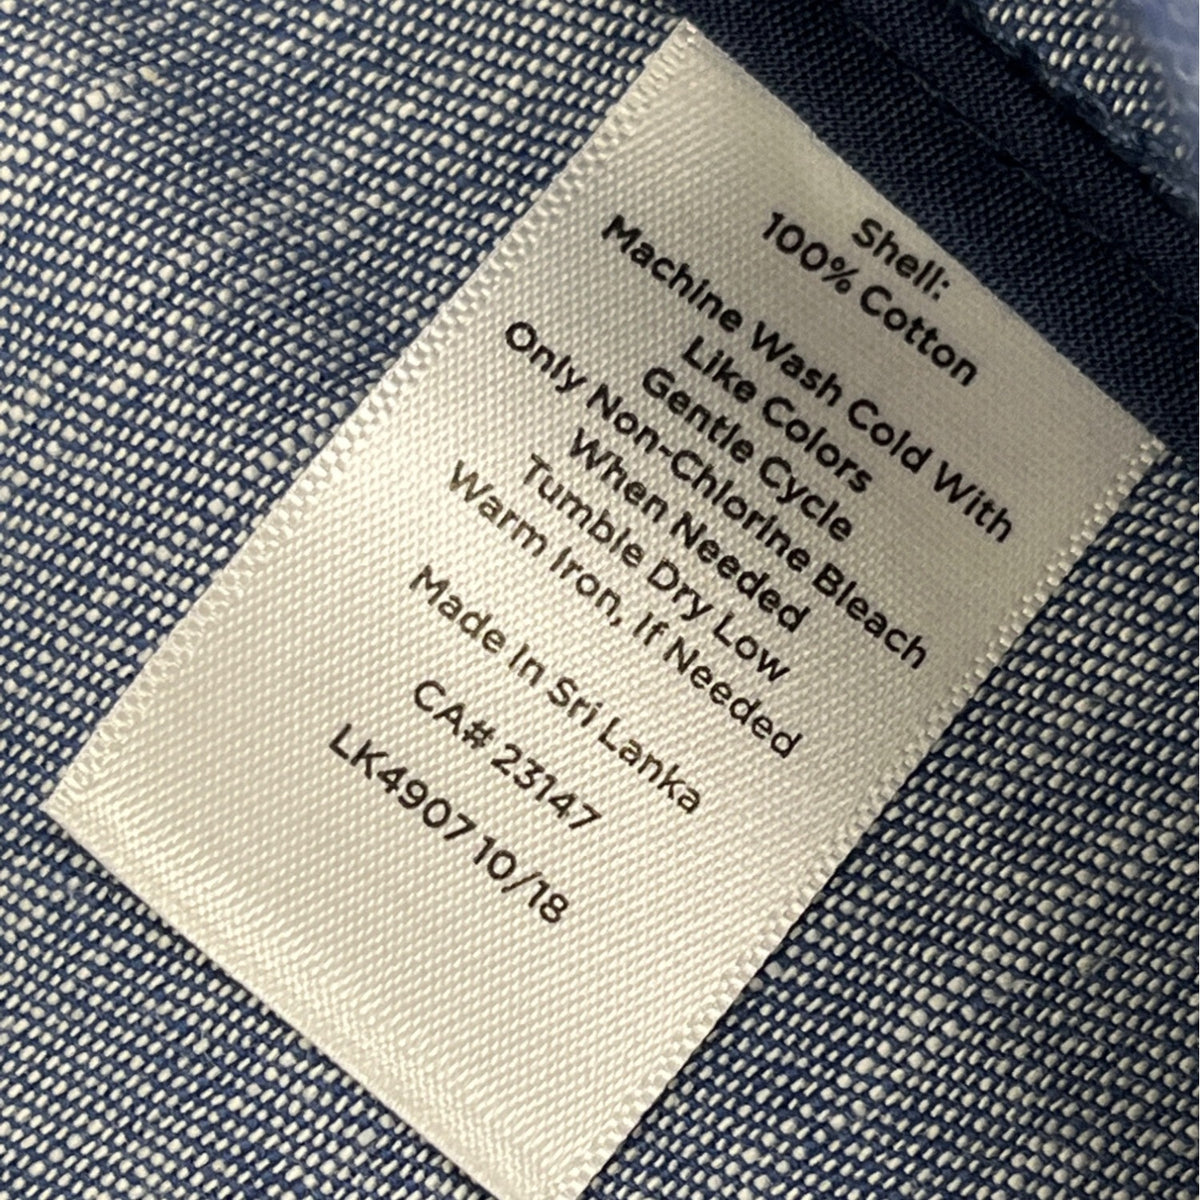 Shell:
100% Cotton
Machine Wash Cold With
Like Colors
Gentle Cycle
Only Non-Chlorine Bleach
When Needed
Tumble Dry Low
Warm Iron, If Needed
Made In Sri Lanka
CA# 23147
LK4907 10/18